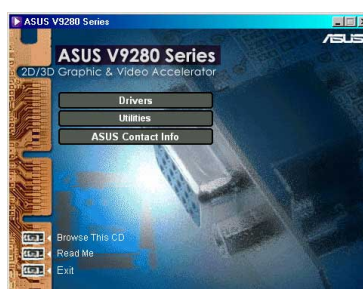 ASUS V9280 Series
/SUS
ASUS V9280 Series
2D/3D Graphic & Video Accelerator
Drivers
Utilities
ASUS Contact Info
Browse This CD
Read Me
Exit